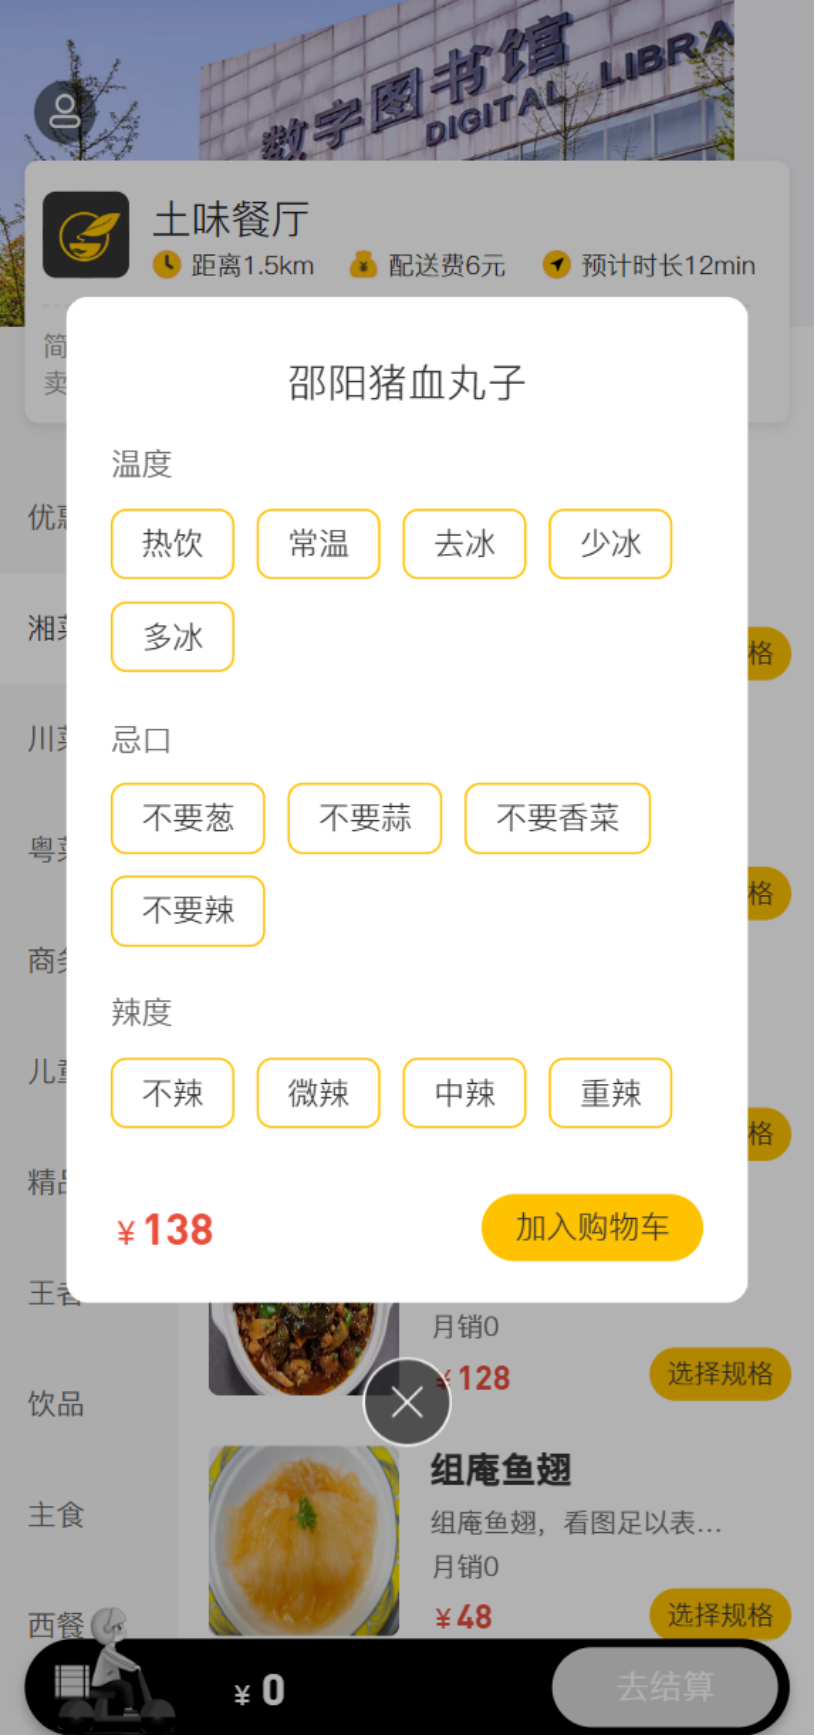 数字图书馆
DIGITAL LIBRA
土味餐厅
距离1.5km 配送费6元 预计时长12min
简
卖
邵阳猪血丸子
温度
热饮 常温 去冰 少冰
多冰
忌口
不要葱 不要蒜 不要香菜
不要辣
辣度
不辣 微辣 中辣 重辣
¥138 加入购物车
优
湘
川
粤
商
儿
精
王
饮品
主食
西餐
格
格
格
月销0
¥128 选择规格
组庵鱼翅
组庵鱼翅，看图足以表...
月销0
¥48 选择规格
¥0 去结算